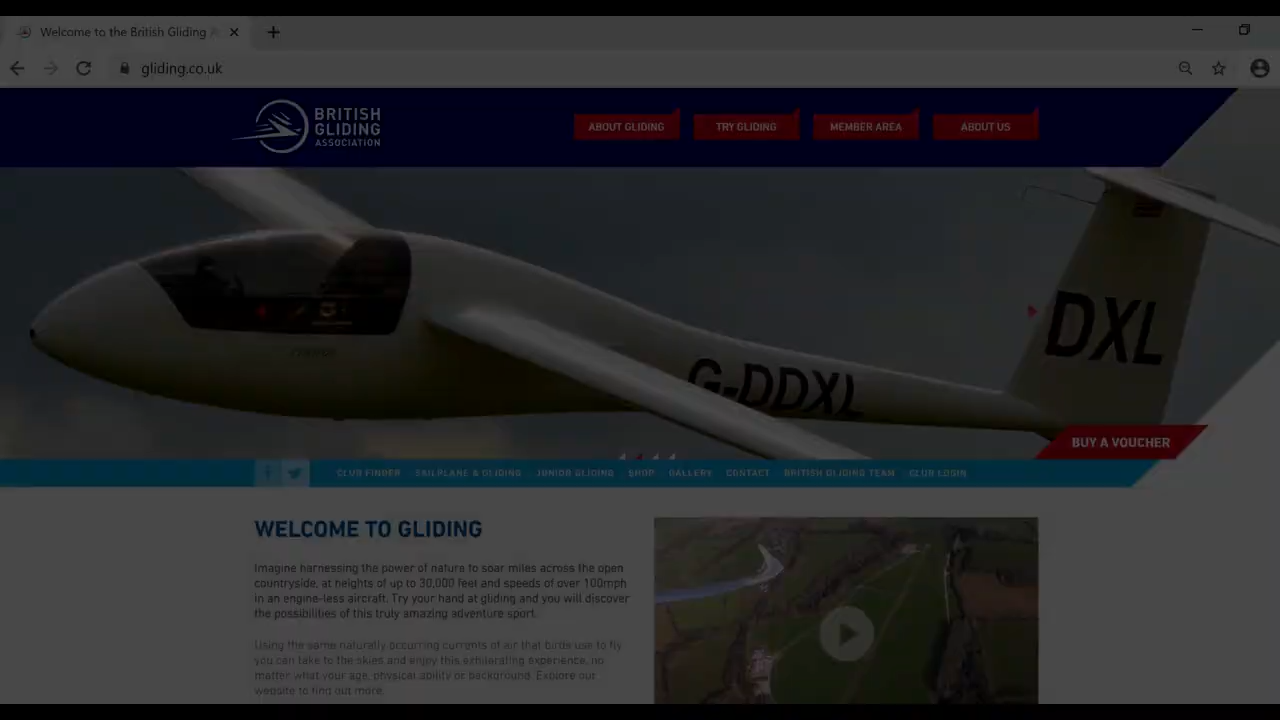 Welcome to the British Gliding A
gliding.co.uk
BRITISH
GLIDING
ASSOCIATION
ABOUT GLIDING
TRY GLIDING
MEMBER AREA
ABOUT US
DXL
G-DDXL
BUY A VOUCHER
CLUB FINDER SAILPLANE & GLIDING JUNIOR GLIDING SHOP GALLERY CONTACT BRITISH GLIDING TEAM CLUB LOGIN
WELCOME TO GLIDING
Imagine harnessing the power of nature to soar miles across the open
countryside, at heights of up to 30,000 feet and speeds of over 100mph
in an engine-less aircraft. Try your hand at gliding and you will discover
the possibilities of this truly amazing adventure sport.
Using the same naturally occurring currents of air that birds use to fly
you can take to the skies and enjoy this exhilarating experience, no
matter what your age, physical ability or background. Explore our
website to find out more.